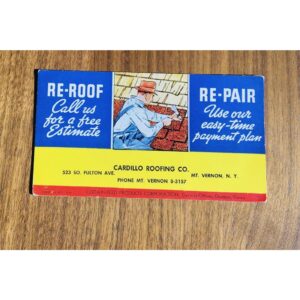 RE-ROOF
Call us
for a free
Estimate
RE-PAIR
Use our
easy-time
payment plan
CARDILLO ROOFING CO.
523 SO. FULTON AVE.
MT. VERNON, N. Y.
PHONE MT. VERNON 8-3157